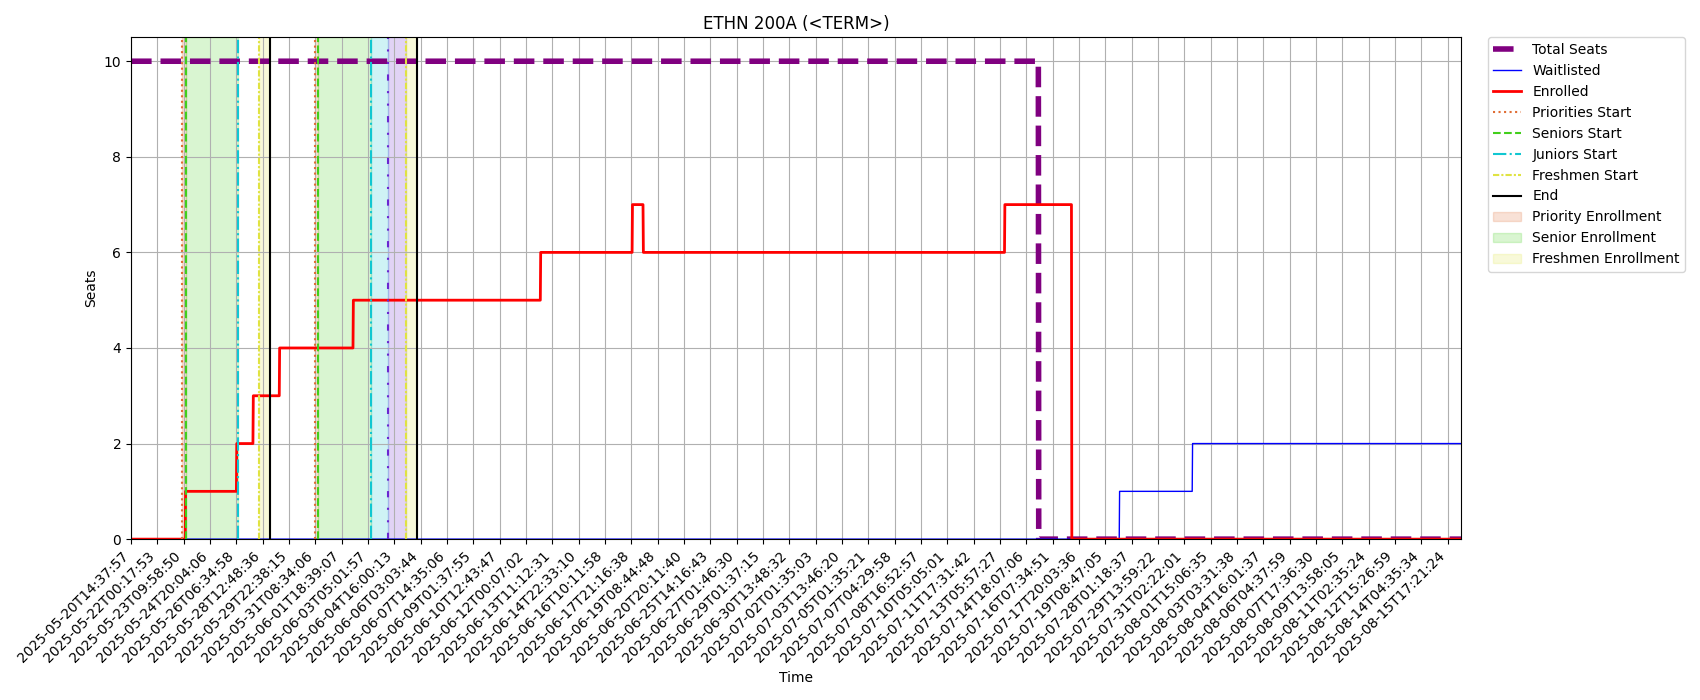 ETHN 200A (<TERM>)
Total Seats
Waitlisted
Enrolled
Priorities Start
Seniors Start
Juniors Start
Freshmen Start
End
Priority Enrollment
Senior Enrollment
Freshmen Enrollment
Seats
10
8
6
4
2
0
2025-05-20T14:37:57
2025-05-22T00:17:53
2025-05-23T09:58:50
2025-05-24T20:04:06
2025-05-26T06:34:58
2025-05-28T12:48:36
2025-05-29T22:38:15
2025-05-31T08:34:06
2025-06-01T18:39:07
2025-06-03T05:01:57
2025-06-04T16:00:13
2025-06-06T03:03:44
2025-06-07T14:35:06
2025-06-09T01:37:55
2025-06-10T12:43:47
2025-06-12T00:07:02
2025-06-13T11:12:31
2025-06-14T22:33:10
2025-06-16T10:11:58
2025-06-17T21:16:38
2025-06-19T08:44:48
2025-06-20T20:11:40
2025-06-25T14:16:43
2025-06-27T01:46:30
2025-06-29T01:37:15
2025-06-30T13:48:32
2025-07-02T01:35:03
2025-07-03T13:46:20
2025-07-05T01:35:21
2025-07-07T04:29:58
2025-07-08T16:52:57
2025-07-10T05:05:01
2025-07-11T17:31:42
2025-07-13T05:57:27
2025-07-14T18:07:06
2025-07-16T07:34:51
2025-07-17T20:03:36
2025-07-19T08:47:05
2025-07-28T01:18:37
2025-07-29T13:59:22
2025-07-31T02:22:01
2025-08-01T15:06:35
2025-08-03T03:31:38
2025-08-04T16:01:37
2025-08-06T04:37:59
2025-08-07T17:36:30
2025-08-09T13:58:05
2025-08-11T02:35:24
2025-08-12T15:26:59
2025-08-14T04:35:34
2025-08-15T17:21:24
Time